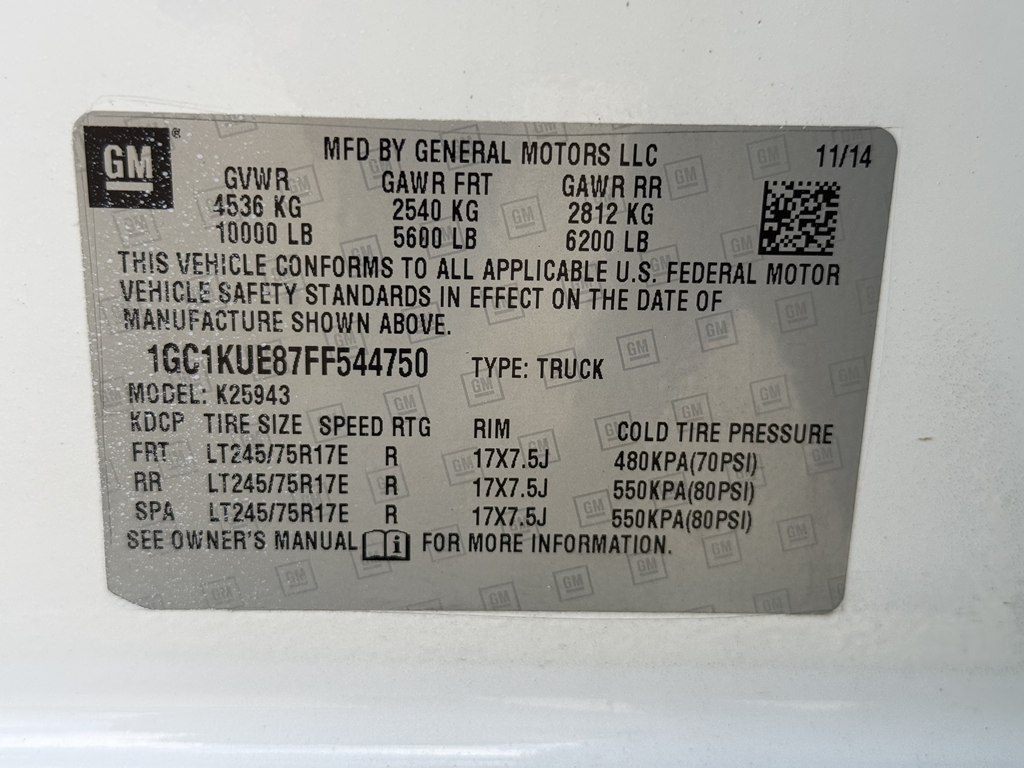 GM
MFD BY GENERAL MOTORS LLC 11/14
GVWR GAWR FRT GAWR RR
4536 KG 2540 KG 2812 KG
10000 LB 5600 LB 6200 LB
THIS VEHICLE CONFORMS TO ALL APPLICABLE U.S. FEDERAL MOTOR
VEHICLE SAFETY STANDARDS IN EFFECT ON THE DATE OF
MANUFACTURE SHOWN ABOVE.
1GC1KUE87FF544750 TYPE: TRUCK
MODEL: K25943
KDCP TIRE SIZE SPEED RTG RIM COLD TIRE PRESSURE
FRT LT245/75R17E R 17X7.5J 480KPA(70PSI)
RR LT245/75R17E R 17X7.5J 550KPA(80PSI)
SPA LT245/75R17E R 17X7.5J 550KPA(80PSI)
SEE OWNER'S MANUAL i FOR MORE INFORMATION.